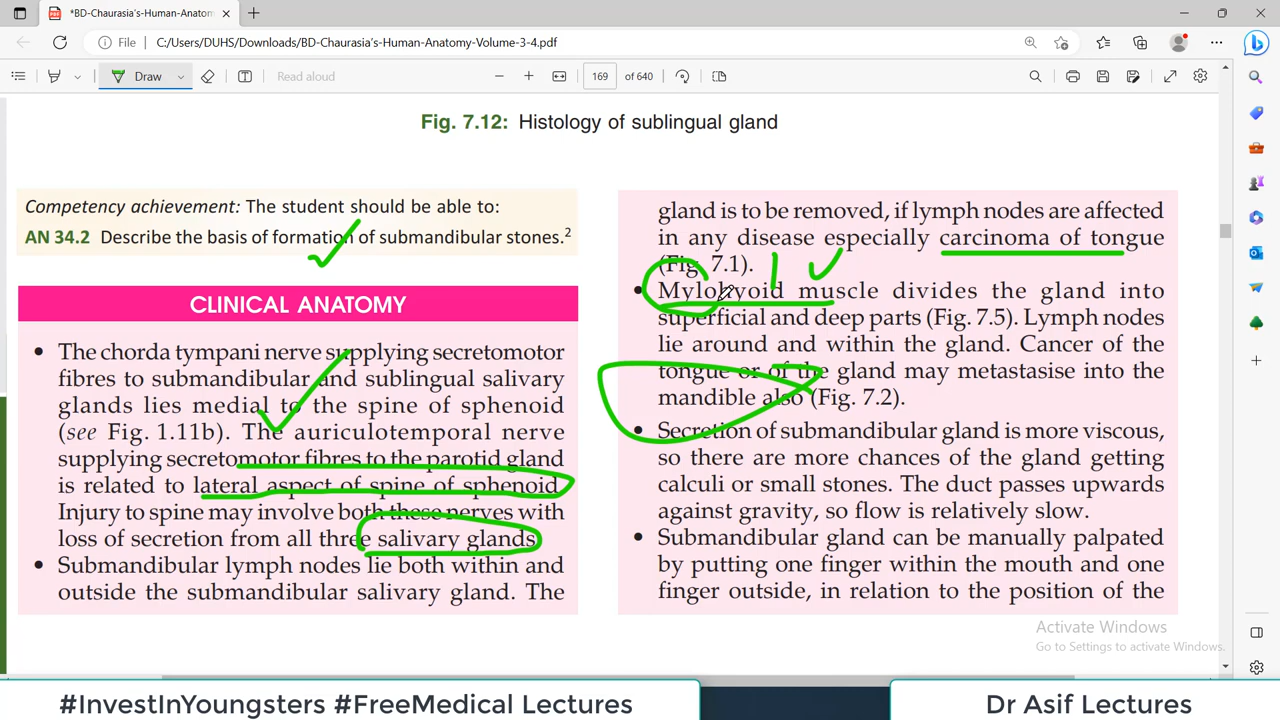 *BD-Chaurasia's-Human-Anatom
File
C:/Users/DUHS/Downloads/BD-Chaurasia's-Human-Anatomy-Volume-3-4.pdf
Draw
Read aloud
169 of 640
Fig. 7.12: Histology of sublingual gland
Competency achievement: The student should be able to:
AN 34.2 Describe the basis of formation of submandibular stones.²
CLINICAL ANATOMY
• The chorda tympani nerve supplying secretomotor
fibres to submandibular and sublingual salivary
glands lies medial to the spine of sphenoid
(see Fig. 1.11b). The auriculotemporal nerve
supplying secretomotor fibres to the parotid gland
is related to lateral aspect of spine of sphenoid.
Injury to spine may involve both these nerves with
loss of secretion from all three salivary glands.
• Submandibular lymph nodes lie both within and
outside the submandibular salivary gland. The
gland is to be removed, if lymph nodes are affected
in any disease especially carcinoma of tongue
(Fig. 7.1).
• Mylohyoid muscle divides the gland into
superficial and deep parts (Fig. 7.5). Lymph nodes
lie around and within the gland. Cancer of the
tongue or of the gland may metastasise into the
mandible also (Fig. 7.2).
• Secretion of submandibular gland is more viscous,
so there are more chances of the gland getting
calculi or small stones. The duct passes upwards
against gravity, so flow is relatively slow.
• Submandibular gland can be manually palpated
by putting one finger within the mouth and one
finger outside, in relation to the position of the
Activate Windows
Go to Settings to activate Windows.
#InvestInYoungsters #FreeMedical Lectures
Dr Asif Lectures